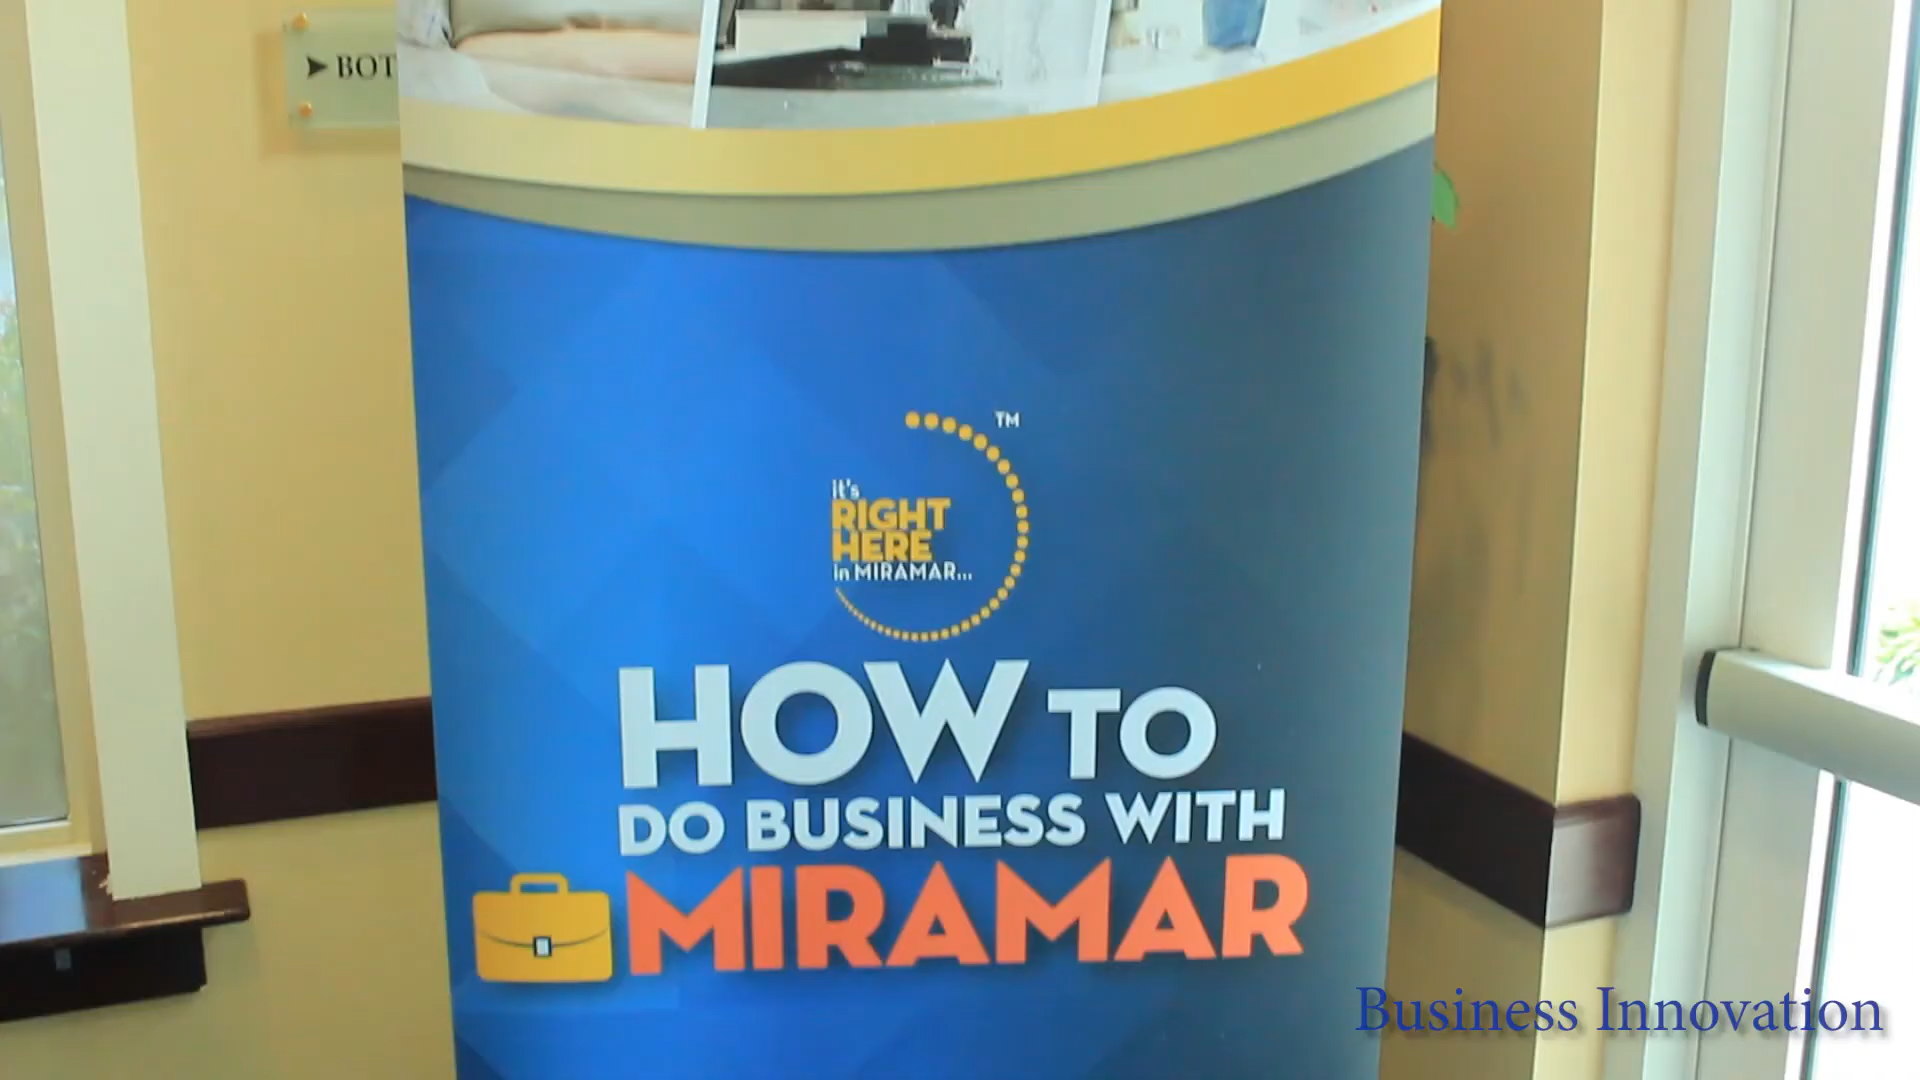 ➤ BOT
TM
it's
RIGHT
HERE
in MIRAMAR...
HOW TO
DO BUSINESS WITH
MIRAMAR
Business Innovation